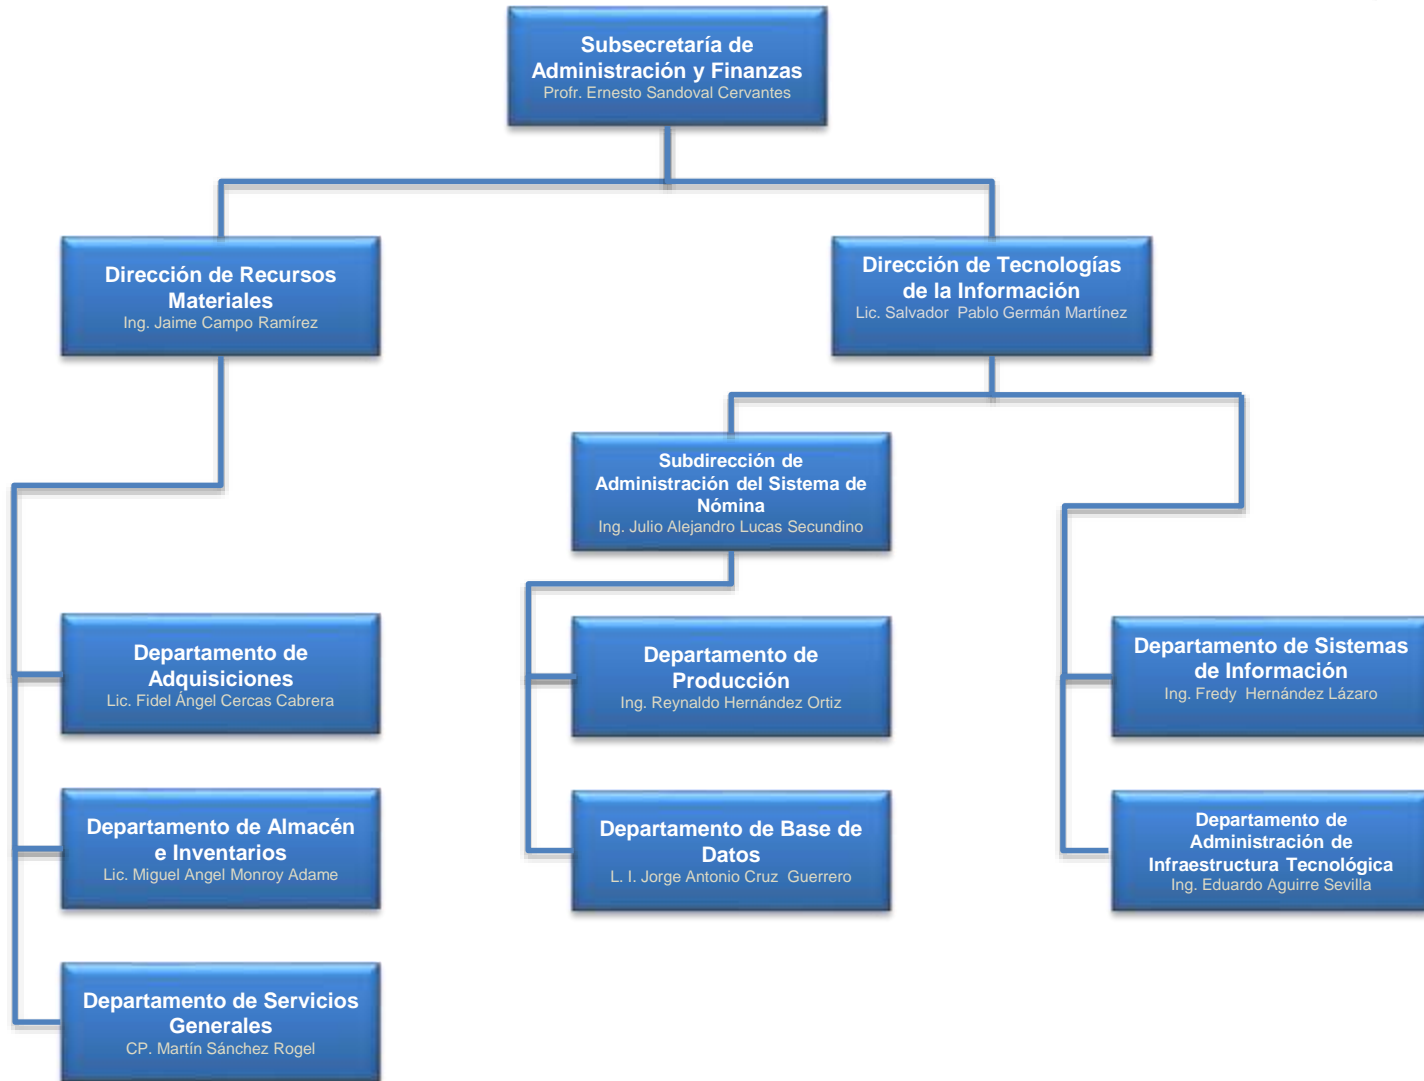 Subsecretaría de
Administración y Finanzas
Profr. Ernesto Sandoval Cervantes
Dirección de Recursos
Materiales
Ing. Jaime Campo Ramírez
Dirección de Tecnologías
de la Información
Lic. Salvador  Pablo Germán Martínez
Subdirección de
Administración del Sistema de
Nómina
Ing. Julio Alejandro Lucas Secundino
Departamento de
Adquisiciones
Lic. Fidel Ángel Cercas Cabrera
Departamento de
Producción
Ing. Reynaldo Hernández Ortiz
Departamento de Sistemas
de Información
Ing. Fredy  Hernández Lázaro
Departamento de Almacén
e Inventarios
Lic. Miguel Angel Monroy Adame
Departamento de Base de
Datos
L. I. Jorge Antonio Cruz  Guerrero
Departamento de
Administración de
Infraestructura Tecnológica
Ing. Eduardo Aguirre Sevilla
Departamento de Servicios
Generales
CP. Martín Sánchez Rogel